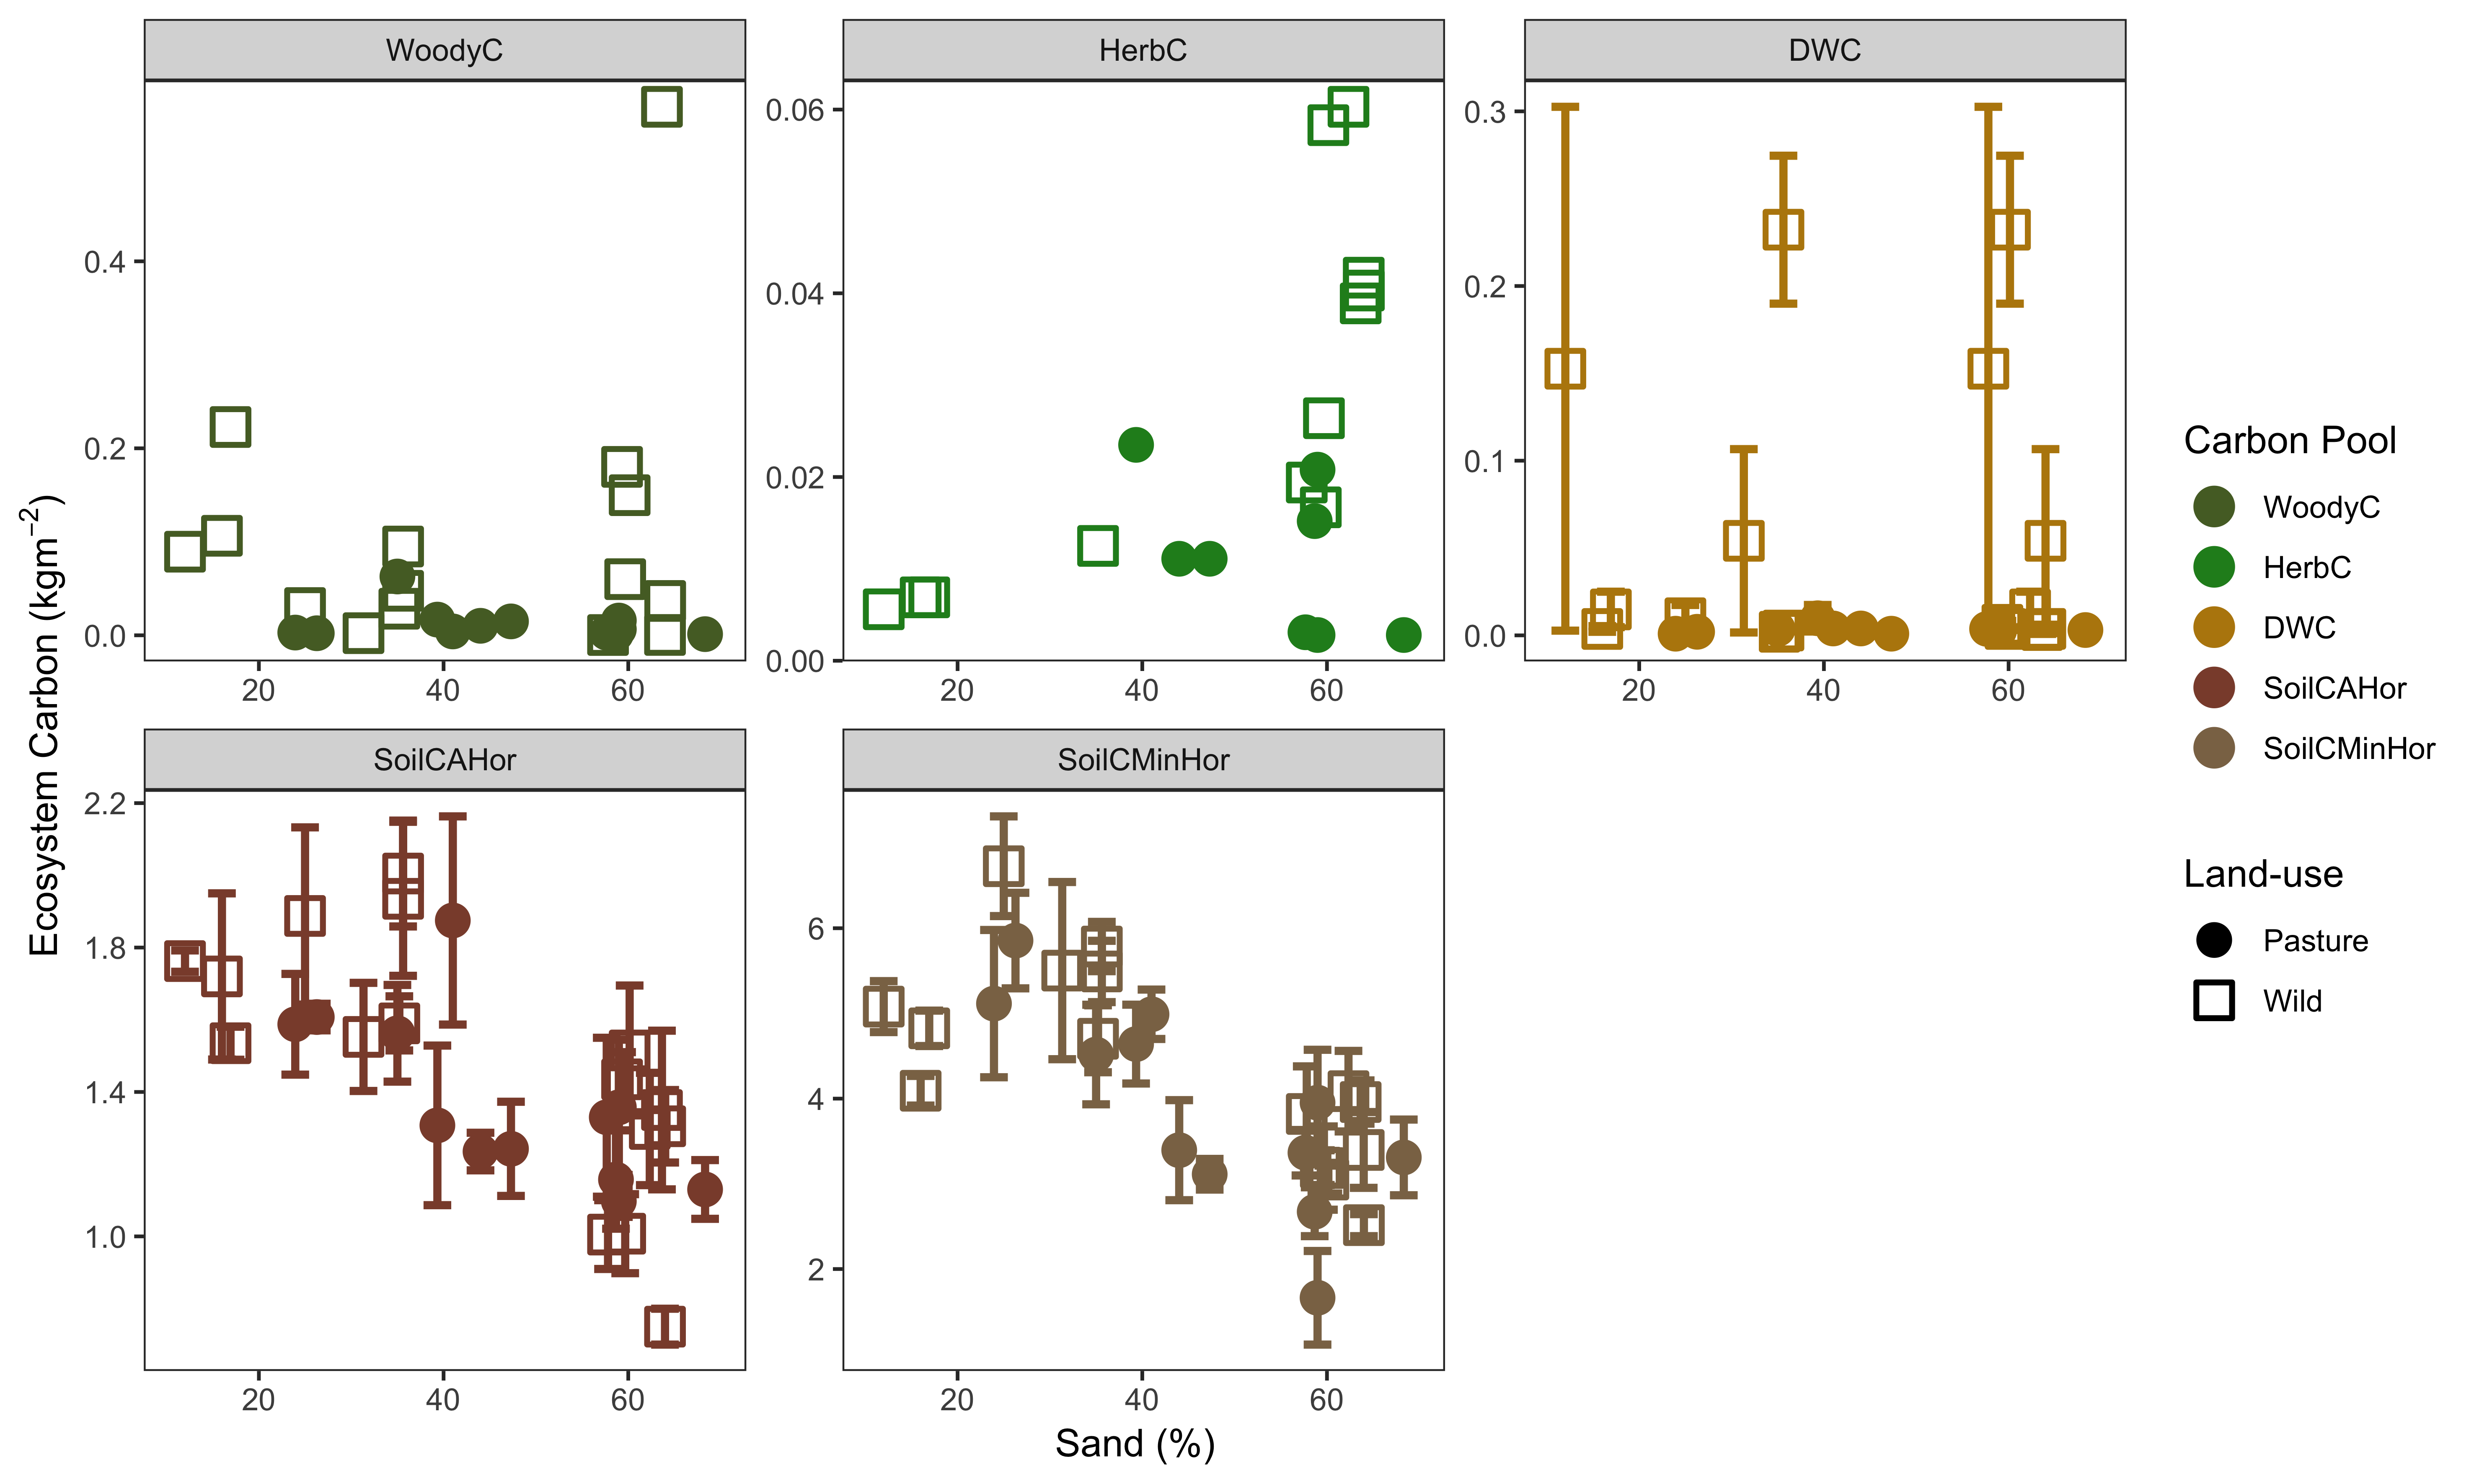 WoodyC HerbC DWC
0.0 0.2 0.4
0.00 0.02 0.04 0.06
0.0 0.1 0.2 0.3
20 40 60 20 40 60 20 40 60
SoilCAHor SoilCMinHor
1.0 1.4 1.8 2.2
2 4 6
20 40 60 20 40 60
Ecosystem Carbon (kgm⁻²)
Sand (%)
Carbon Pool
WoodyC
HerbC
DWC
SoilCAHor
SoilCMinHor
Land-use
Pasture
Wild